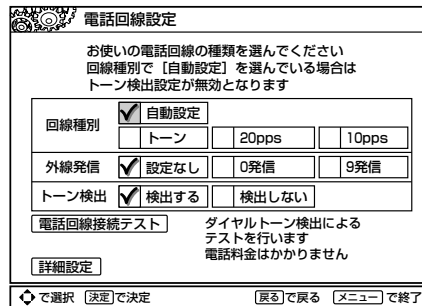 電話回線設定
お使いの電話回線の種類を選んでください
回線種別で［自動設定］を選んでいる場合は
トーン検出設定が無効となります
回線種別 自動設定
トーン 20pps 10pps
外線発信 設定なし 0発信 9発信
トーン検出 検出する 検出しない
電話回線接続テスト ダイヤルトーン検出による
テストを行います
電話料金はかかりません
詳細設定
で選択 決定で決定 戻るで戻る メニューで終了